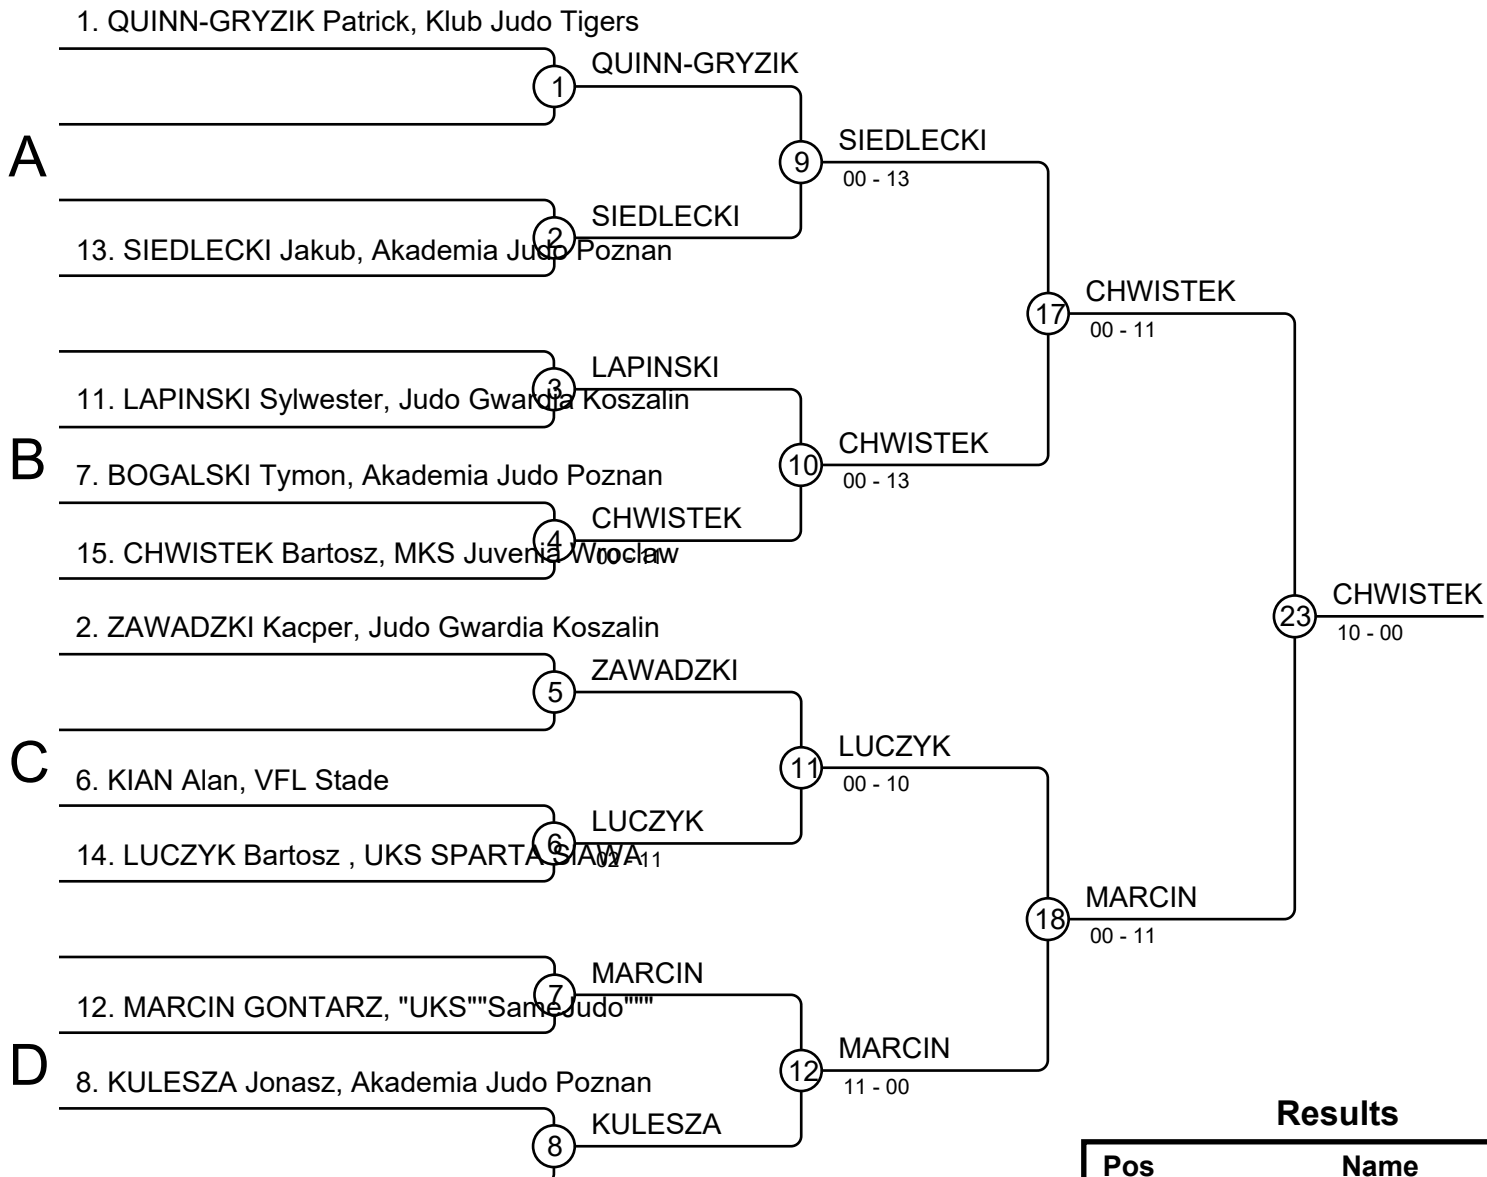 1. QUINN-GRYZIK Patrick, Klub Judo Tigers
QUINN-GRYZIK
1
A
SIEDLECKI
9
00 - 13
SIEDLECKI
2
13. SIEDLECKI Jakub, Akademia Judo Poznan
CHWISTEK
17
00 - 11
LAPINSKI
3
11. LAPINSKI Sylwester, Judo Gwardia Koszalin
B
CHWISTEK
10
00 - 13
7. BOGALSKI Tymon, Akademia Judo Poznan
CHWISTEK
4
00 - 11
15. CHWISTEK Bartosz, MKS Juvenia Wroclaw
CHWISTEK
23
10 - 00
2. ZAWADZKI Kacper, Judo Gwardia Koszalin
ZAWADZKI
5
C
LUCZYK
11
00 - 10
6. KIAN Alan, VFL Stade
LUCZYK
6
02 - 11
14. LUCZYK Bartosz , UKS SPARTA SIAWA
MARCIN
18
00 - 11
MARCIN
7
12. MARCIN GONTARZ, "UKS""SameJudo"""
D
MARCIN
12
11 - 00
8. KULESZA Jonasz, Akademia Judo Poznan
KULESZA
8
Results
Pos Name